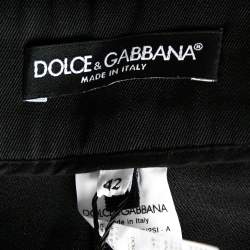 DOLCE & GABBANA®
MADE IN ITALY
42
DOLCE & GABBANA
Made in Italy